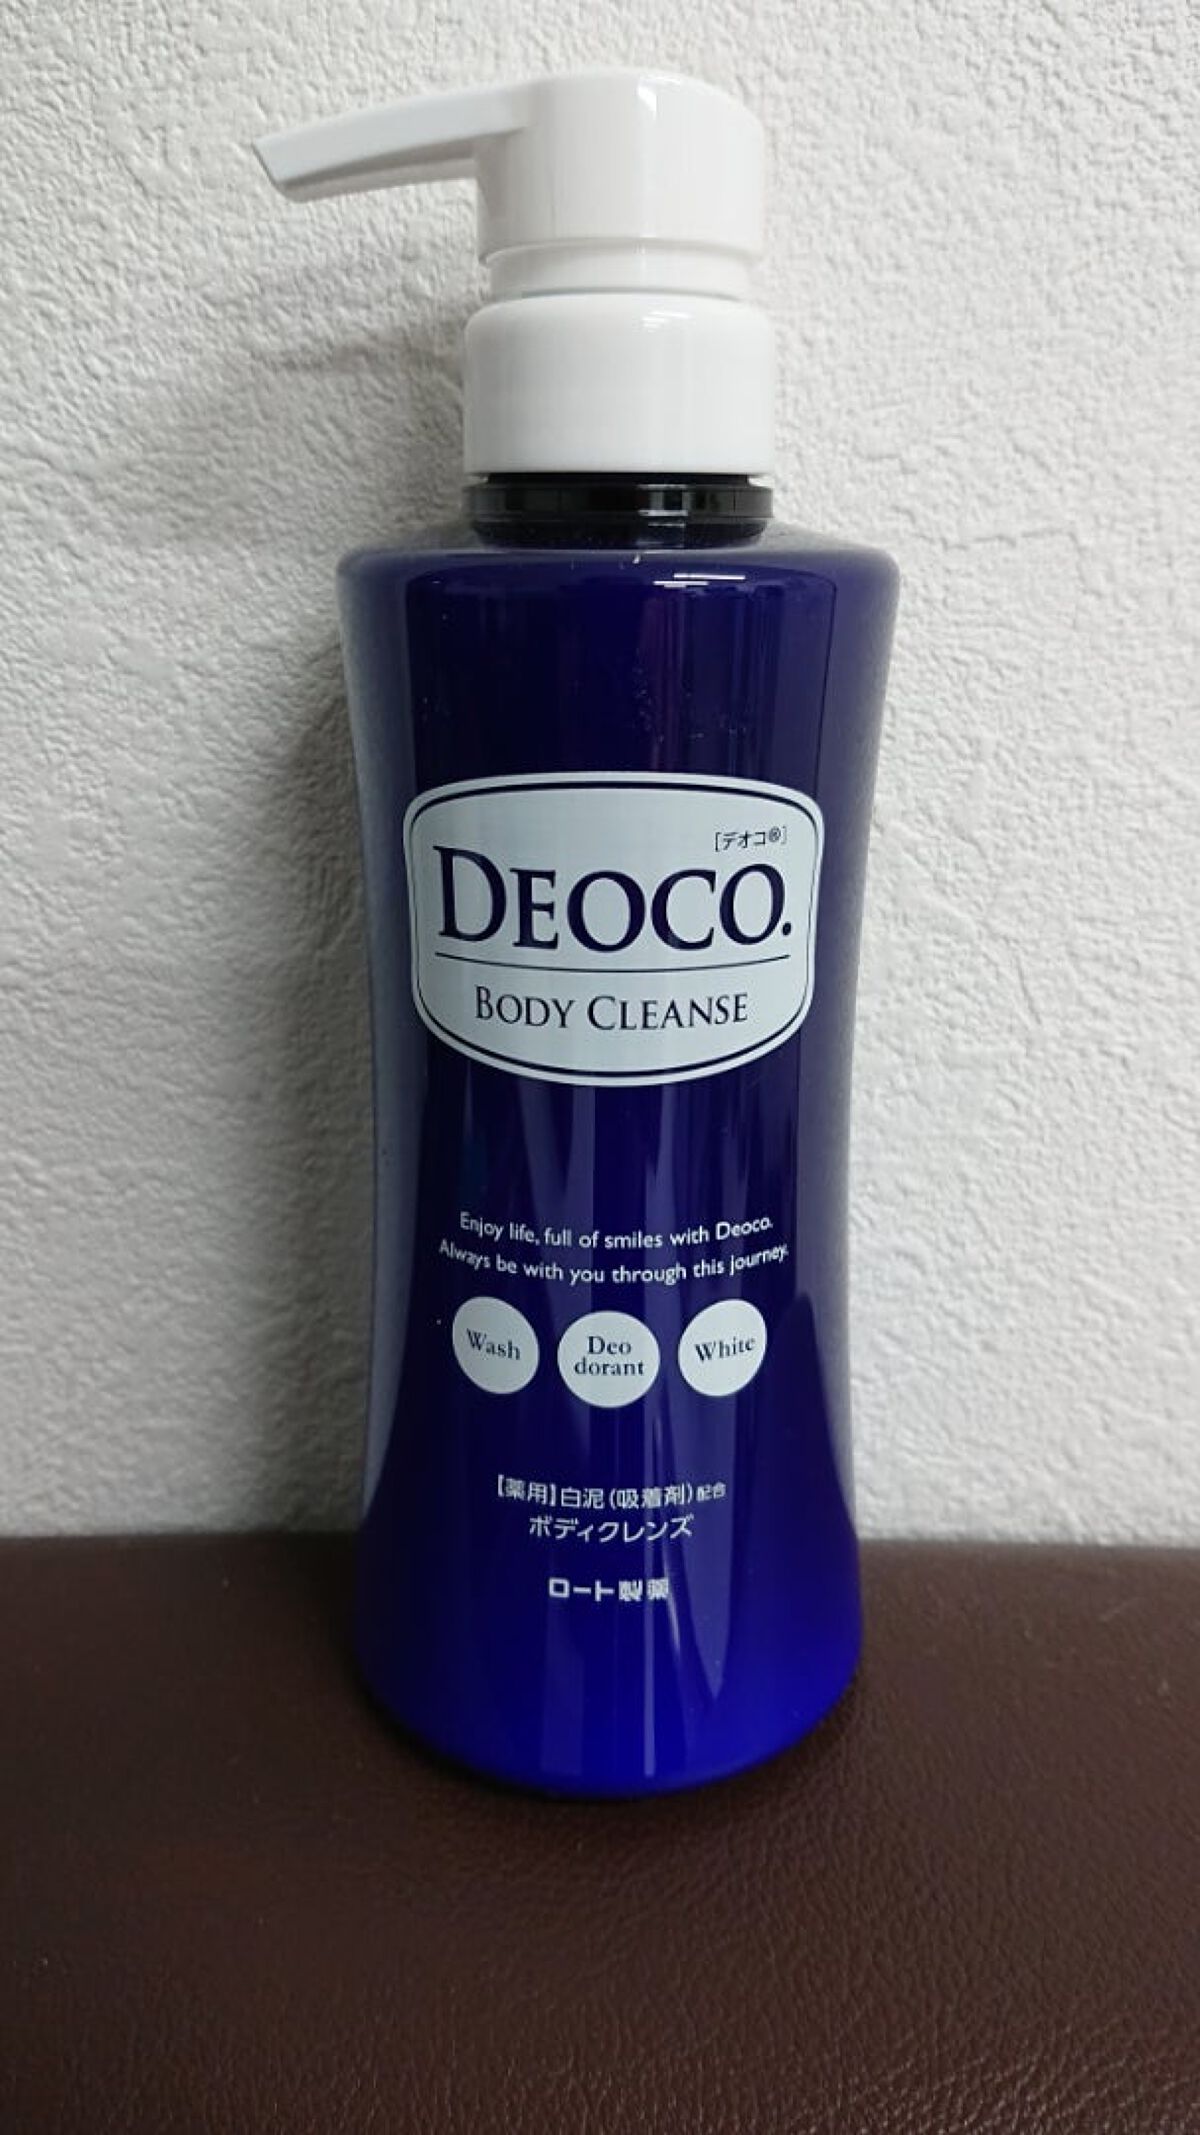 [デオコ®]
DEOCO.
BODY CLEANSE
Enjoy life, full of smiles with Deoco.
Always be with you through this journey.
Wash
Deo
dorant
White
【薬用】白泥(吸着剤)配合
ボディクレンズ
ロート製薬